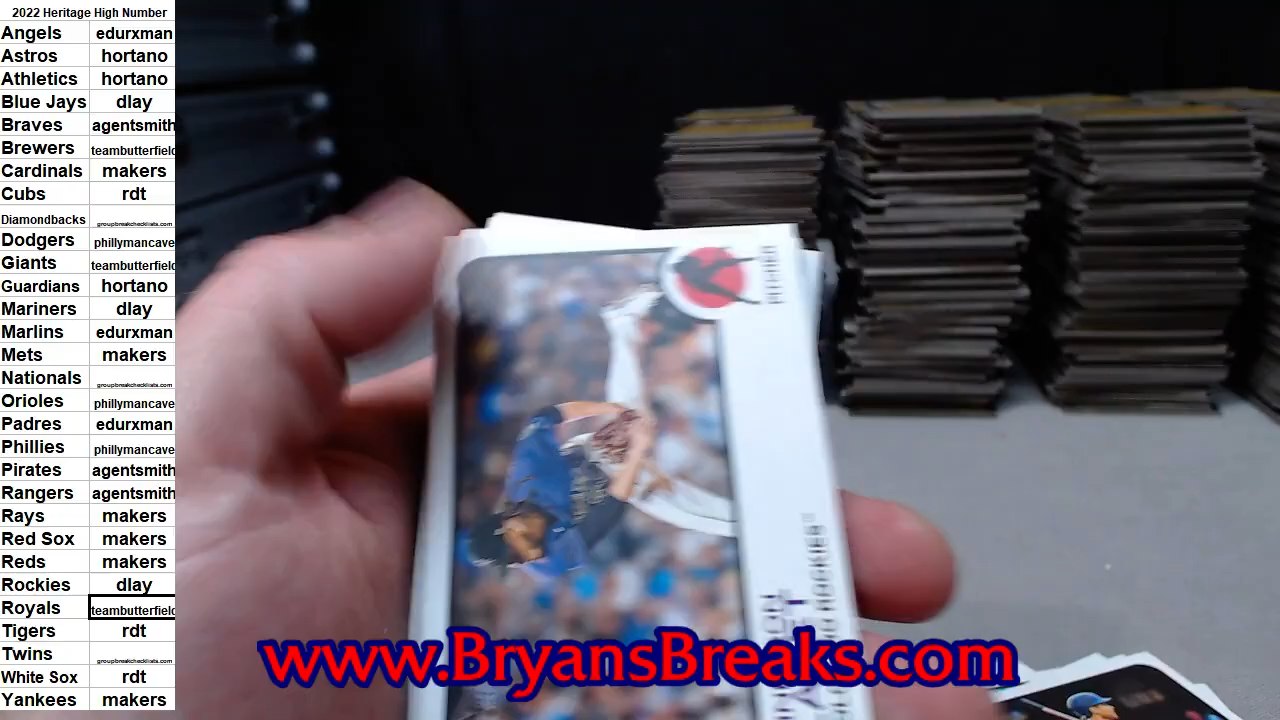 2022 Heritage High Number
Angels edurxman
Astros hortano
Athletics hortano
Blue Jays dlay
Braves agentsmith
Brewers teambutterfield
Cardinals makers
Cubs rdt
Diamondbacks groupbreakchecklists.com
Dodgers phillymancave
Giants teambutterfield
Guardians hortano
Mariners dlay
Marlins edurxman
Mets makers
Nationals groupbreakchecklists.com
Orioles phillymancave
Padres edurxman
Phillies phillymancave
Pirates agentsmith
Rangers agentsmith
Rays makers
Red Sox makers
Reds makers
Rockies dlay
Royals teambutterfield
Tigers rdt
Twins groupbreakchecklists.com
White Sox rdt
Yankees makers
www.BryansBreaks.com